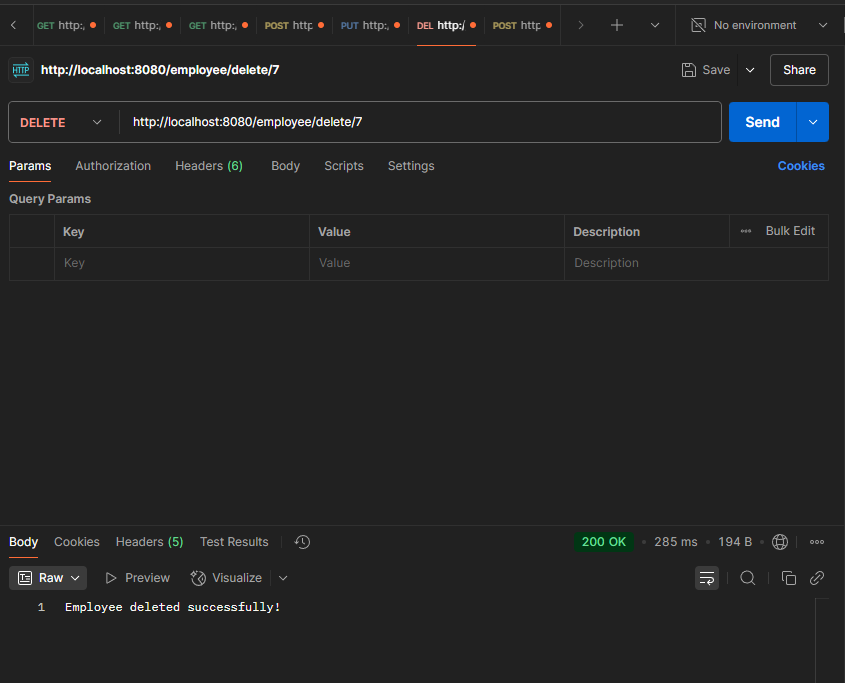 GET http:, GET http:, GET http:, POST http PUT http:, DEL http:/ POST http No environment
HTTP http://localhost:8080/employee/delete/7 Save Share
DELETE http://localhost:8080/employee/delete/7 Send
Params Authorization Headers (6) Body Scripts Settings Cookies
Query Params
Key Value Description Bulk Edit
Key Value Description
Body Cookies Headers (5) Test Results 200 OK • 285 ms • 194 B •
Raw Preview Visualize
1 Employee deleted successfully!